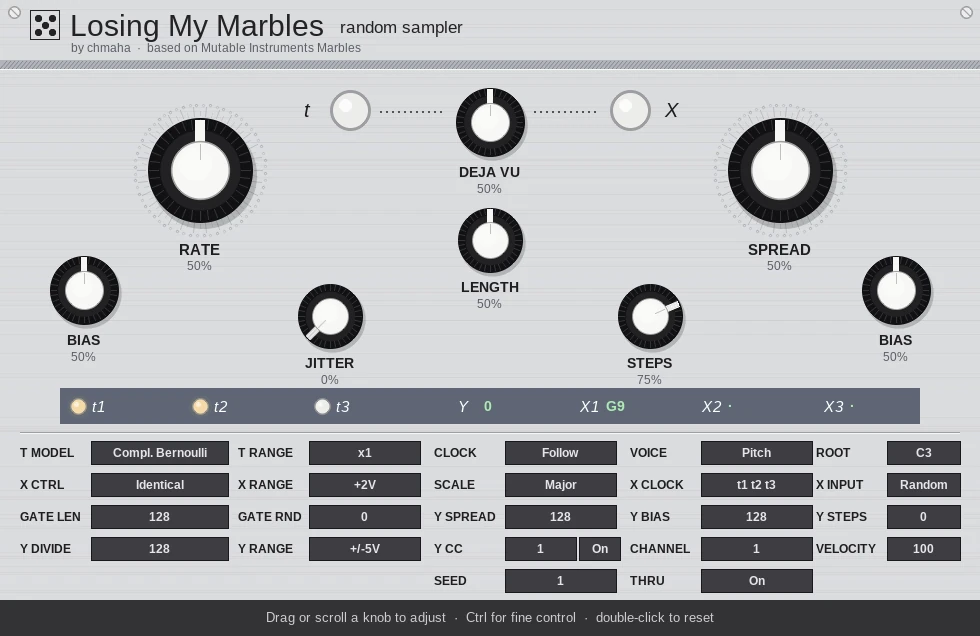 Losing My Marbles random sampler
by chmaha · based on Mutable Instruments Marbles
t X
DEJA VU
50%
RATE
50%
SPREAD
50%
LENGTH
50%
BIAS
50%
BIAS
50%
JITTER
0%
STEPS
75%
t1 t2 t3 Y 0 X1 G9 X2 · X3 ·
T MODEL Compl. Bernoulli T RANGE x1 CLOCK Follow VOICE Pitch ROOT C3
X CTRL Identical X RANGE +2V SCALE Major X CLOCK t1 t2 t3 X INPUT Random
GATE LEN 128 GATE RND 0 Y SPREAD 128 Y BIAS 128 Y STEPS 0
Y DIVIDE 128 Y RANGE +/-5V Y CC 1 On CHANNEL 1 VELOCITY 100
SEED 1 THRU On
Drag or scroll a knob to adjust · Ctrl for fine control · double-click to reset